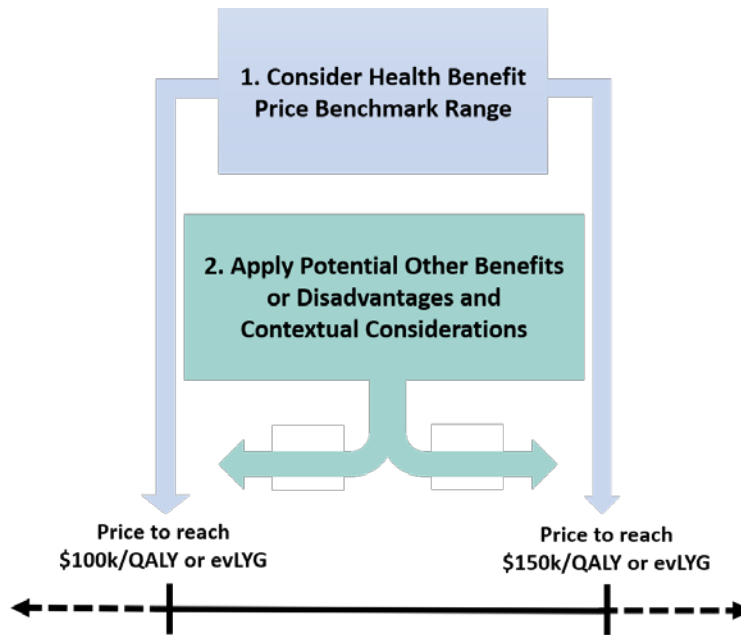 1. Consider Health Benefit
Price Benchmark Range
2. Apply Potential Other Benefits
or Disadvantages and
Contextual Considerations
Price to reach
$100k/QALY or evLYG
Price to reach
$150k/QALY or evLYG